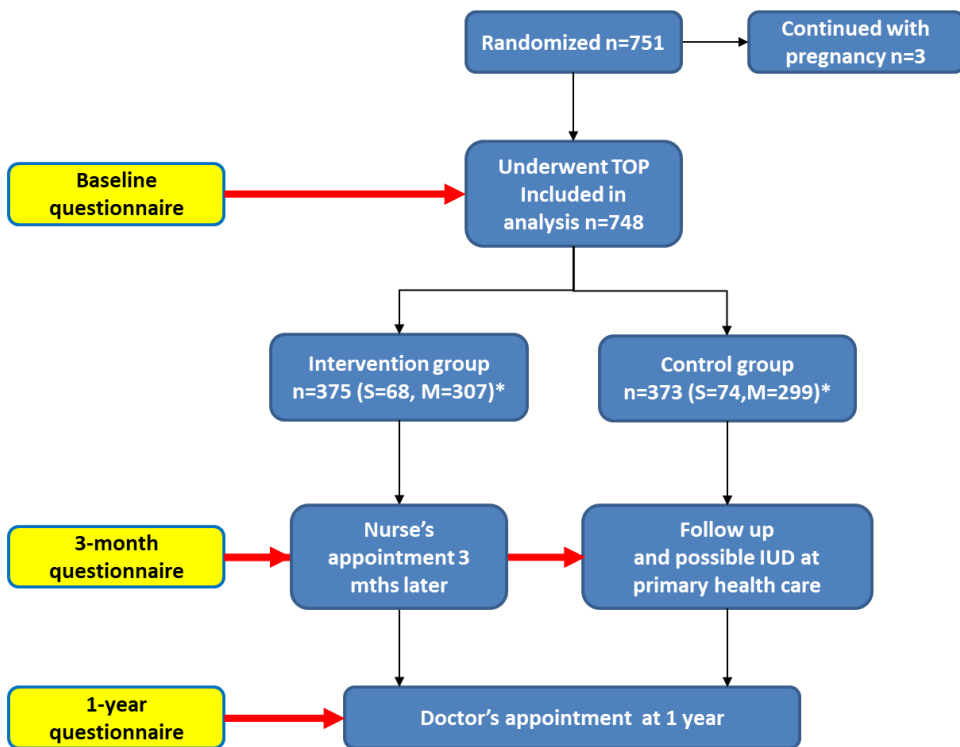 Randomized n=751
Continued with
pregnancy n=3
Baseline
questionnaire
Underwent TOP
Included in
analysis n=748
Intervention group
n=375 (S=68, M=307)*
Control group
n=373 (S=74,M=299)*
3-month
questionnaire
Nurse’s
appointment 3
mths later
Follow up
and possible IUD at
primary health care
1-year
questionnaire
Doctor’s appointment at 1 year